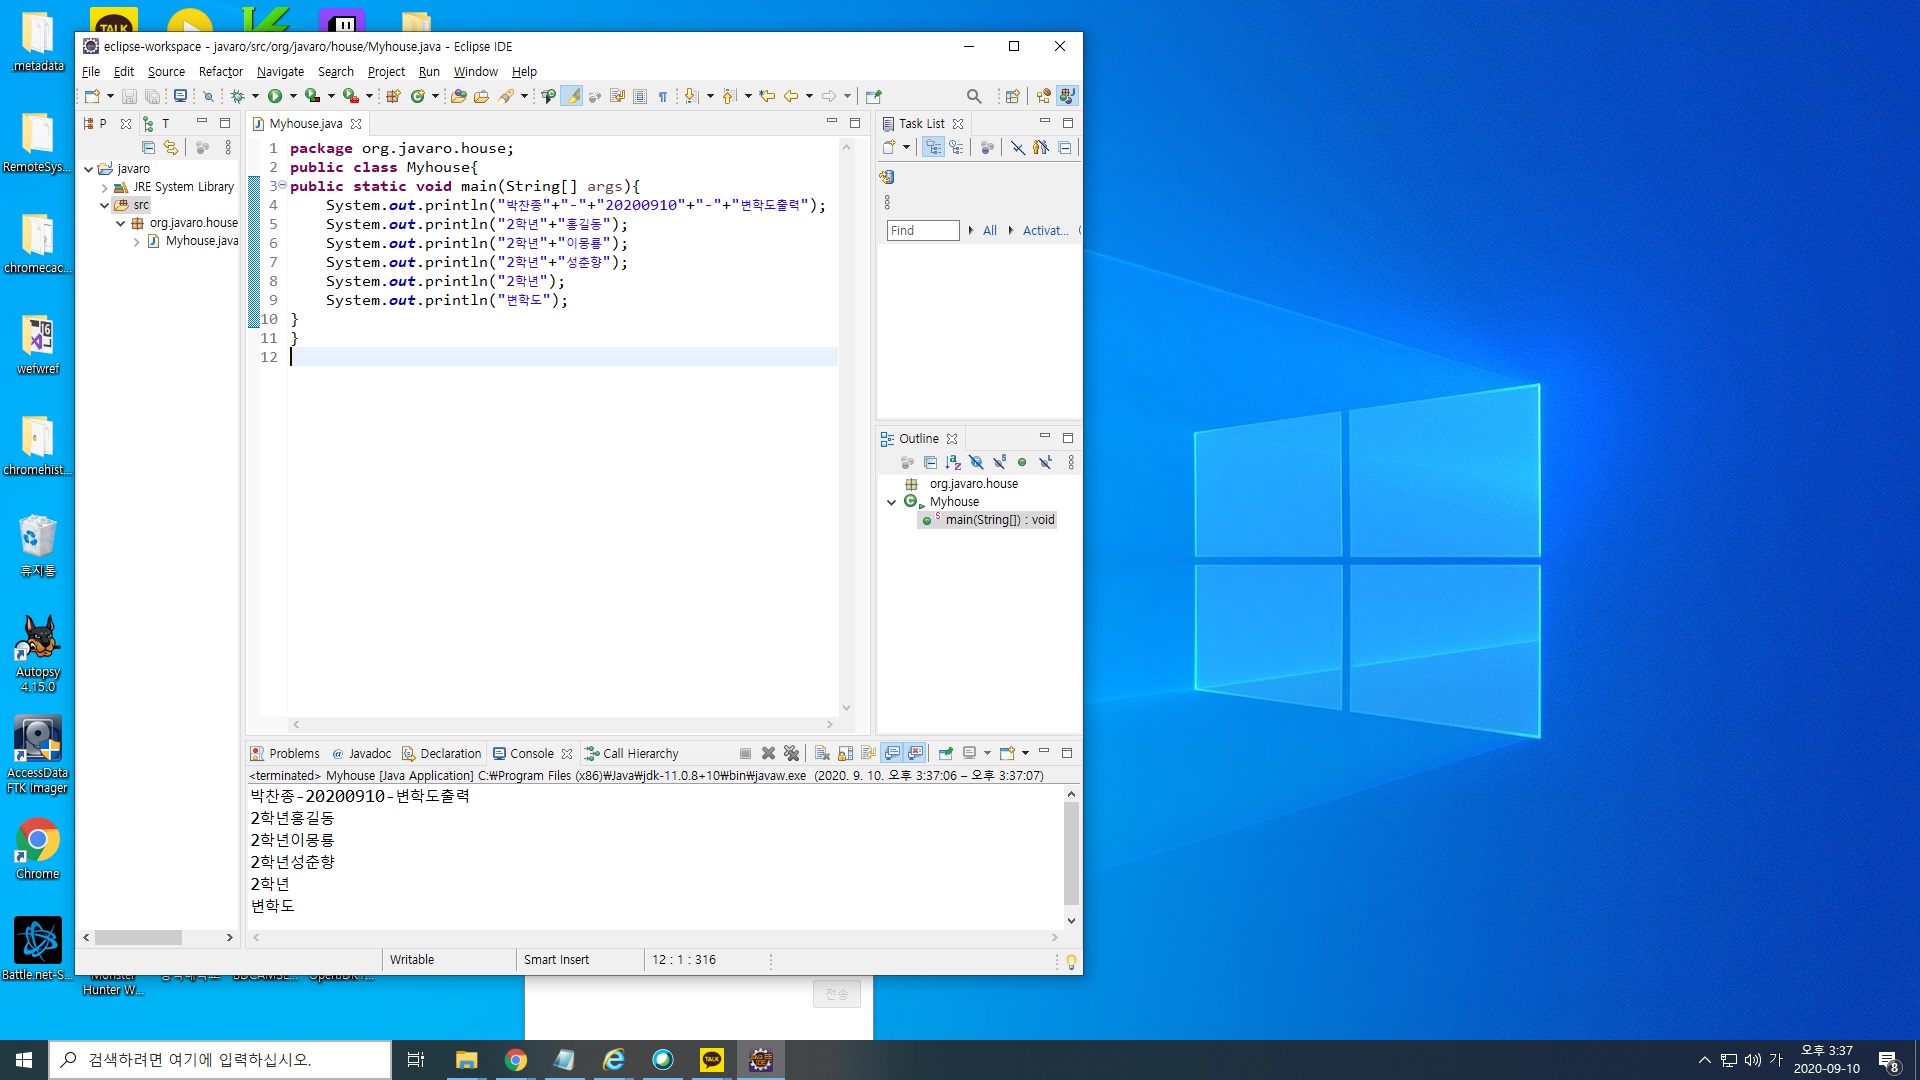 .metadata
RemoteSys...
chromecac...
wefwref
chromehist...
휴지통
Autopsy
4.15.0
AccessData
FTK Imager
Chrome
Battle.net-S...
Hunter W...
TALK
eclipse-workspace - javaro/src/org/javaro/house/Myhouse.java - Eclipse IDE
File Edit Source Refactor Navigate Search Project Run Window Help
P T
javaro
JRE System Library
src
org.javaro.house
Myhouse.java
Myhouse.java
1 package org.javaro.house;
2 public class Myhouse{
3 public static void main(String[] args){
4 System.out.println("박찬종"+"-"+"20200910"+"-"+"변학도출력");
5 System.out.println("2학년"+"홍길동");
6 System.out.println("2학년"+"이몽룡");
7 System.out.println("2학년"+"성춘향");
8 System.out.println("2학년");
9 System.out.println("변학도");
10 }
11 }
12
Task List
Find All Activat...
Outline
org.javaro.house
Myhouse
main(String[]) : void
Problems @ Javadoc Declaration Console Call Hierarchy
<terminated> Myhouse [Java Application] C:₩Program Files (x86)₩Java₩jdk-11.0.8+10₩bin₩javaw.exe (2020. 9. 10. 오후 3:37:06 – 오후 3:37:07)
박찬종-20200910-변학도출력
2학년홍길동
2학년이몽룡
2학년성춘향
2학년
변학도
Writable Smart Insert 12 : 1 : 316
전송
검색하려면 여기에 입력하십시오.
TALK
가
오후 3:37
2020-09-10
8